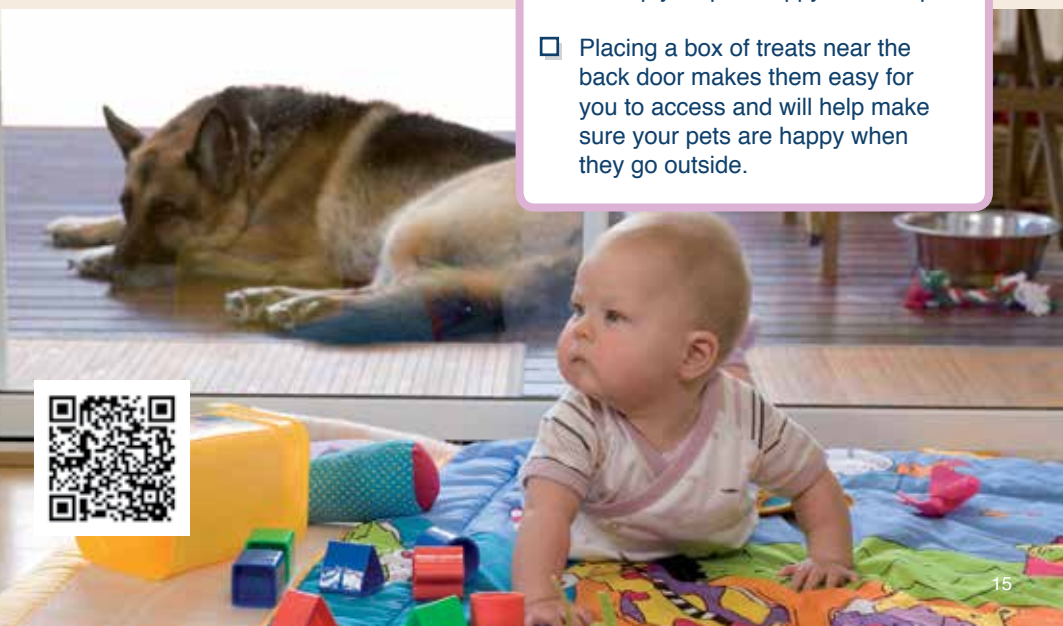 Placing a box of treats near the
back door makes them easy for
you to access and will help make
sure your pets are happy when
they go outside.
15